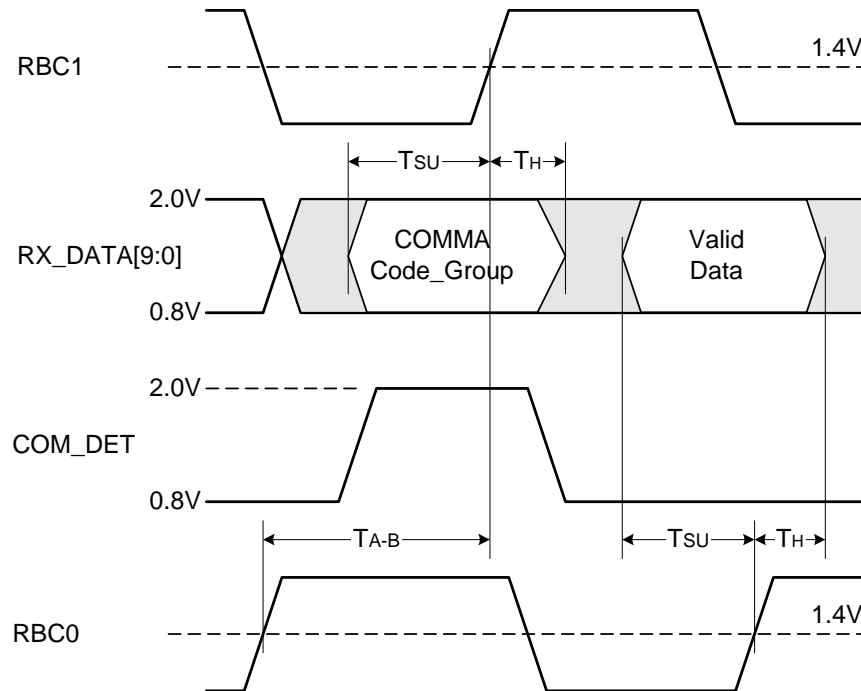 RBC1
1.4V
TSU
TH
2.0V
RX_DATA[9:0]
COMMA
Code_Group
Valid
Data
0.8V
2.0V
COM_DET
0.8V
TA-B
TSU
TH
RBC0
1.4V